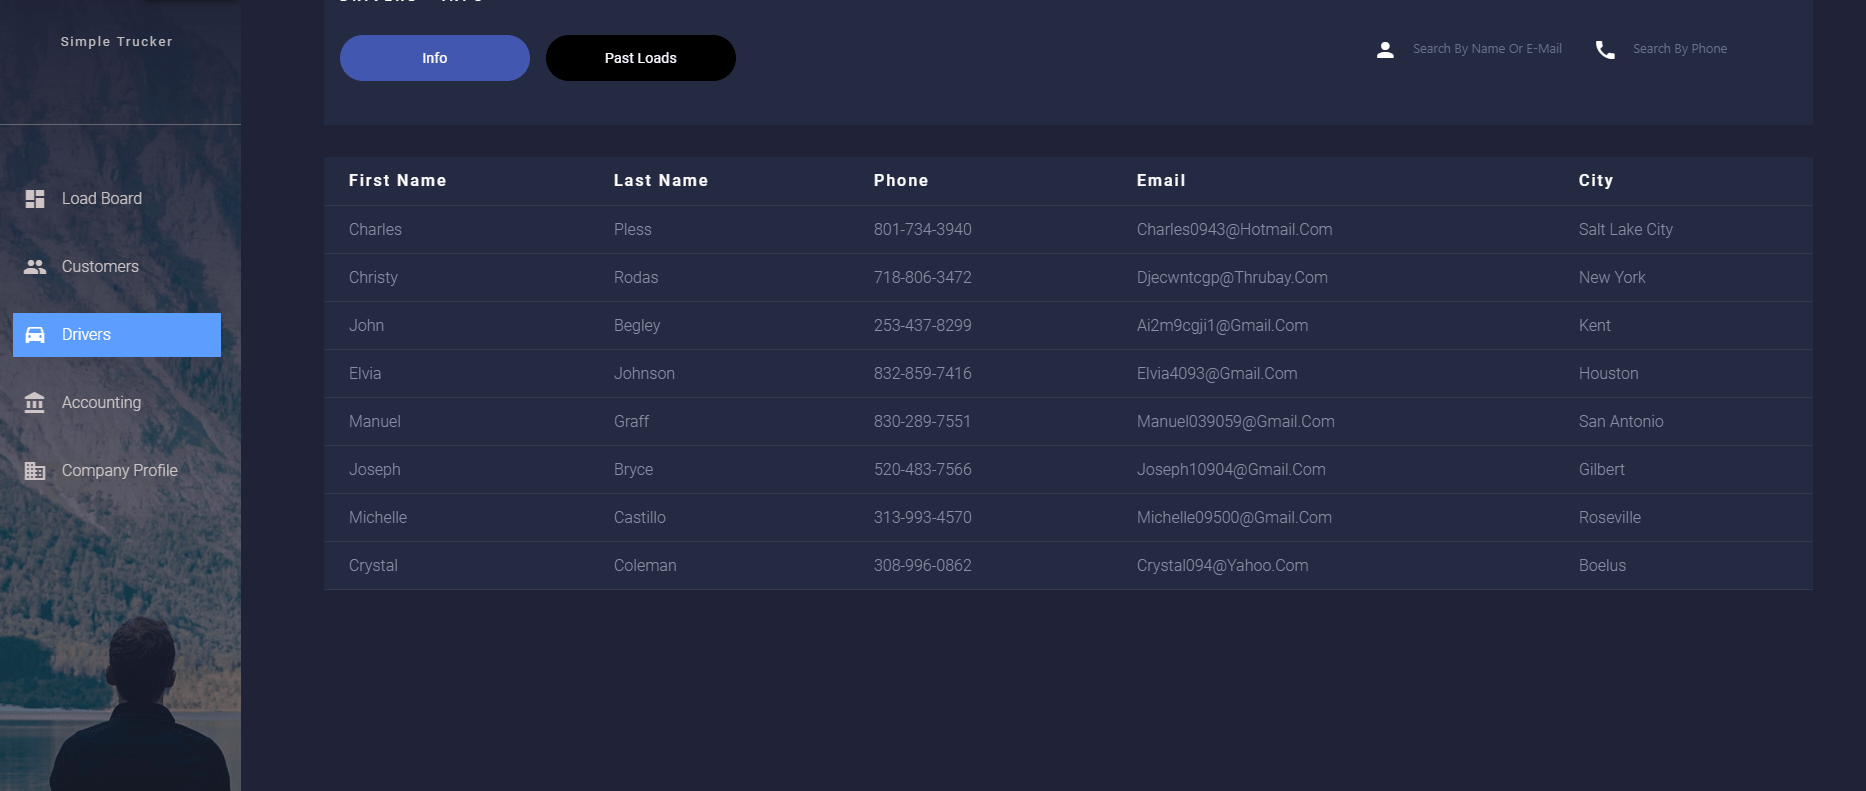 Simple Trucker
Load Board
Customers
Drivers
Accounting
Company Profile
Info Past Loads Search By Name Or E-Mail Search By Phone
First Name Last Name Phone Email City
Charles Pless 801-734-3940 Charles0943@Hotmail.Com Salt Lake City
Christy Rodas 718-806-3472 Djecwntcgp@Thrubay.Com New York
John Begley 253-437-8299 Ai2m9cgji1@Gmail.Com Kent
Elvia Johnson 832-859-7416 Elvia4093@Gmail.Com Houston
Manuel Graff 830-289-7551 Manuel039059@Gmail.Com San Antonio
Joseph Bryce 520-483-7566 Joseph10904@Gmail.Com Gilbert
Michelle Castillo 313-993-4570 Michelle09500@Gmail.Com Roseville
Crystal Coleman 308-996-0862 Crystal094@Yahoo.Com Boelus